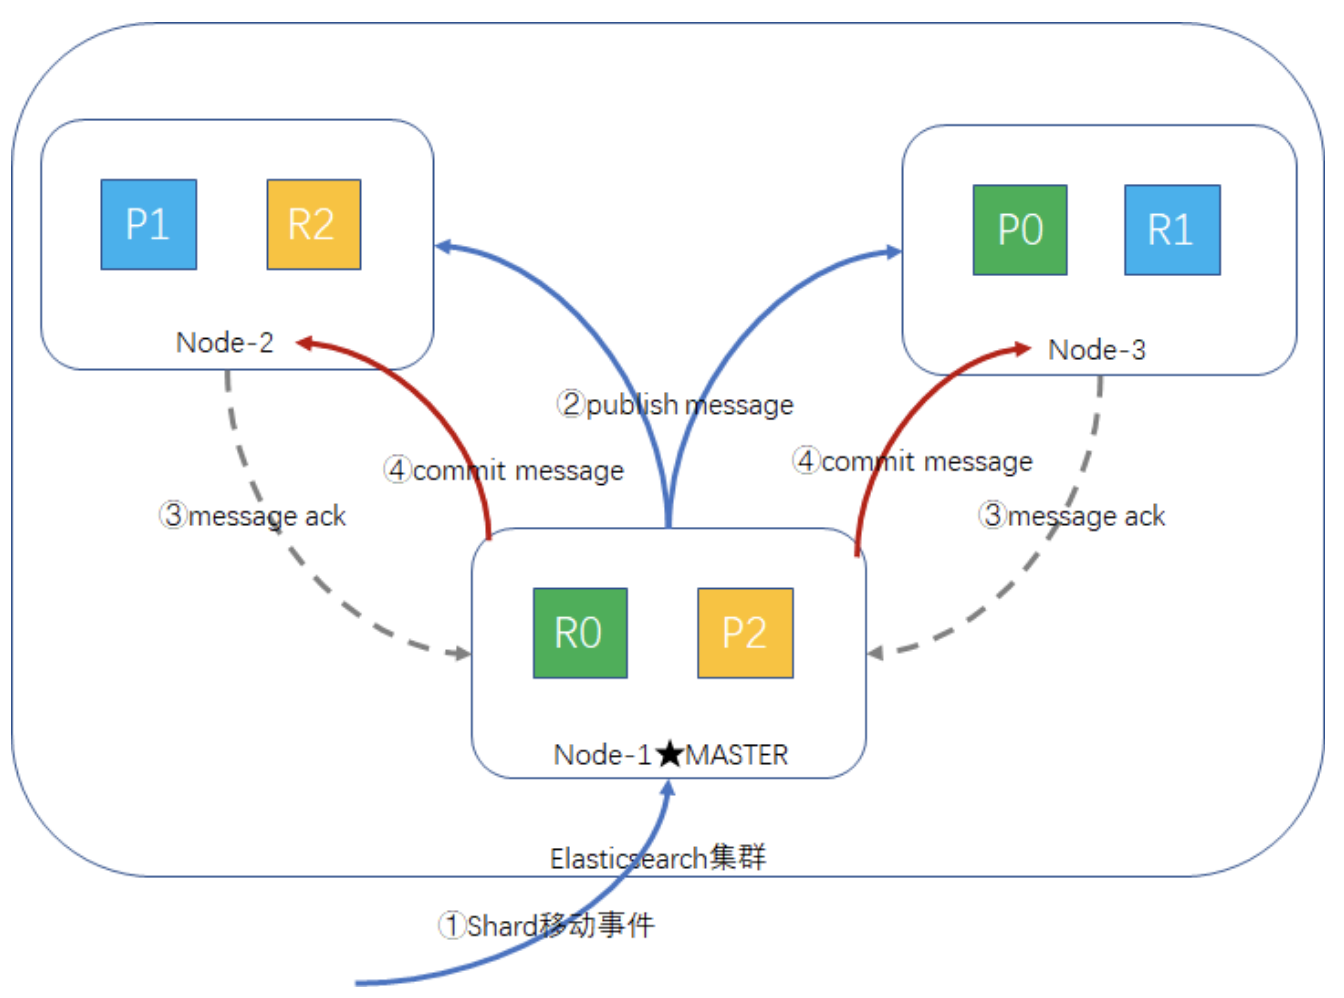 P1
R2
Node-2
P0
R1
Node-3
②publish message
④commit message
④commit message
③message ack
③message ack
R0
P2
Node-1★MASTER
Elasticsearch集群
①Shard移动事件